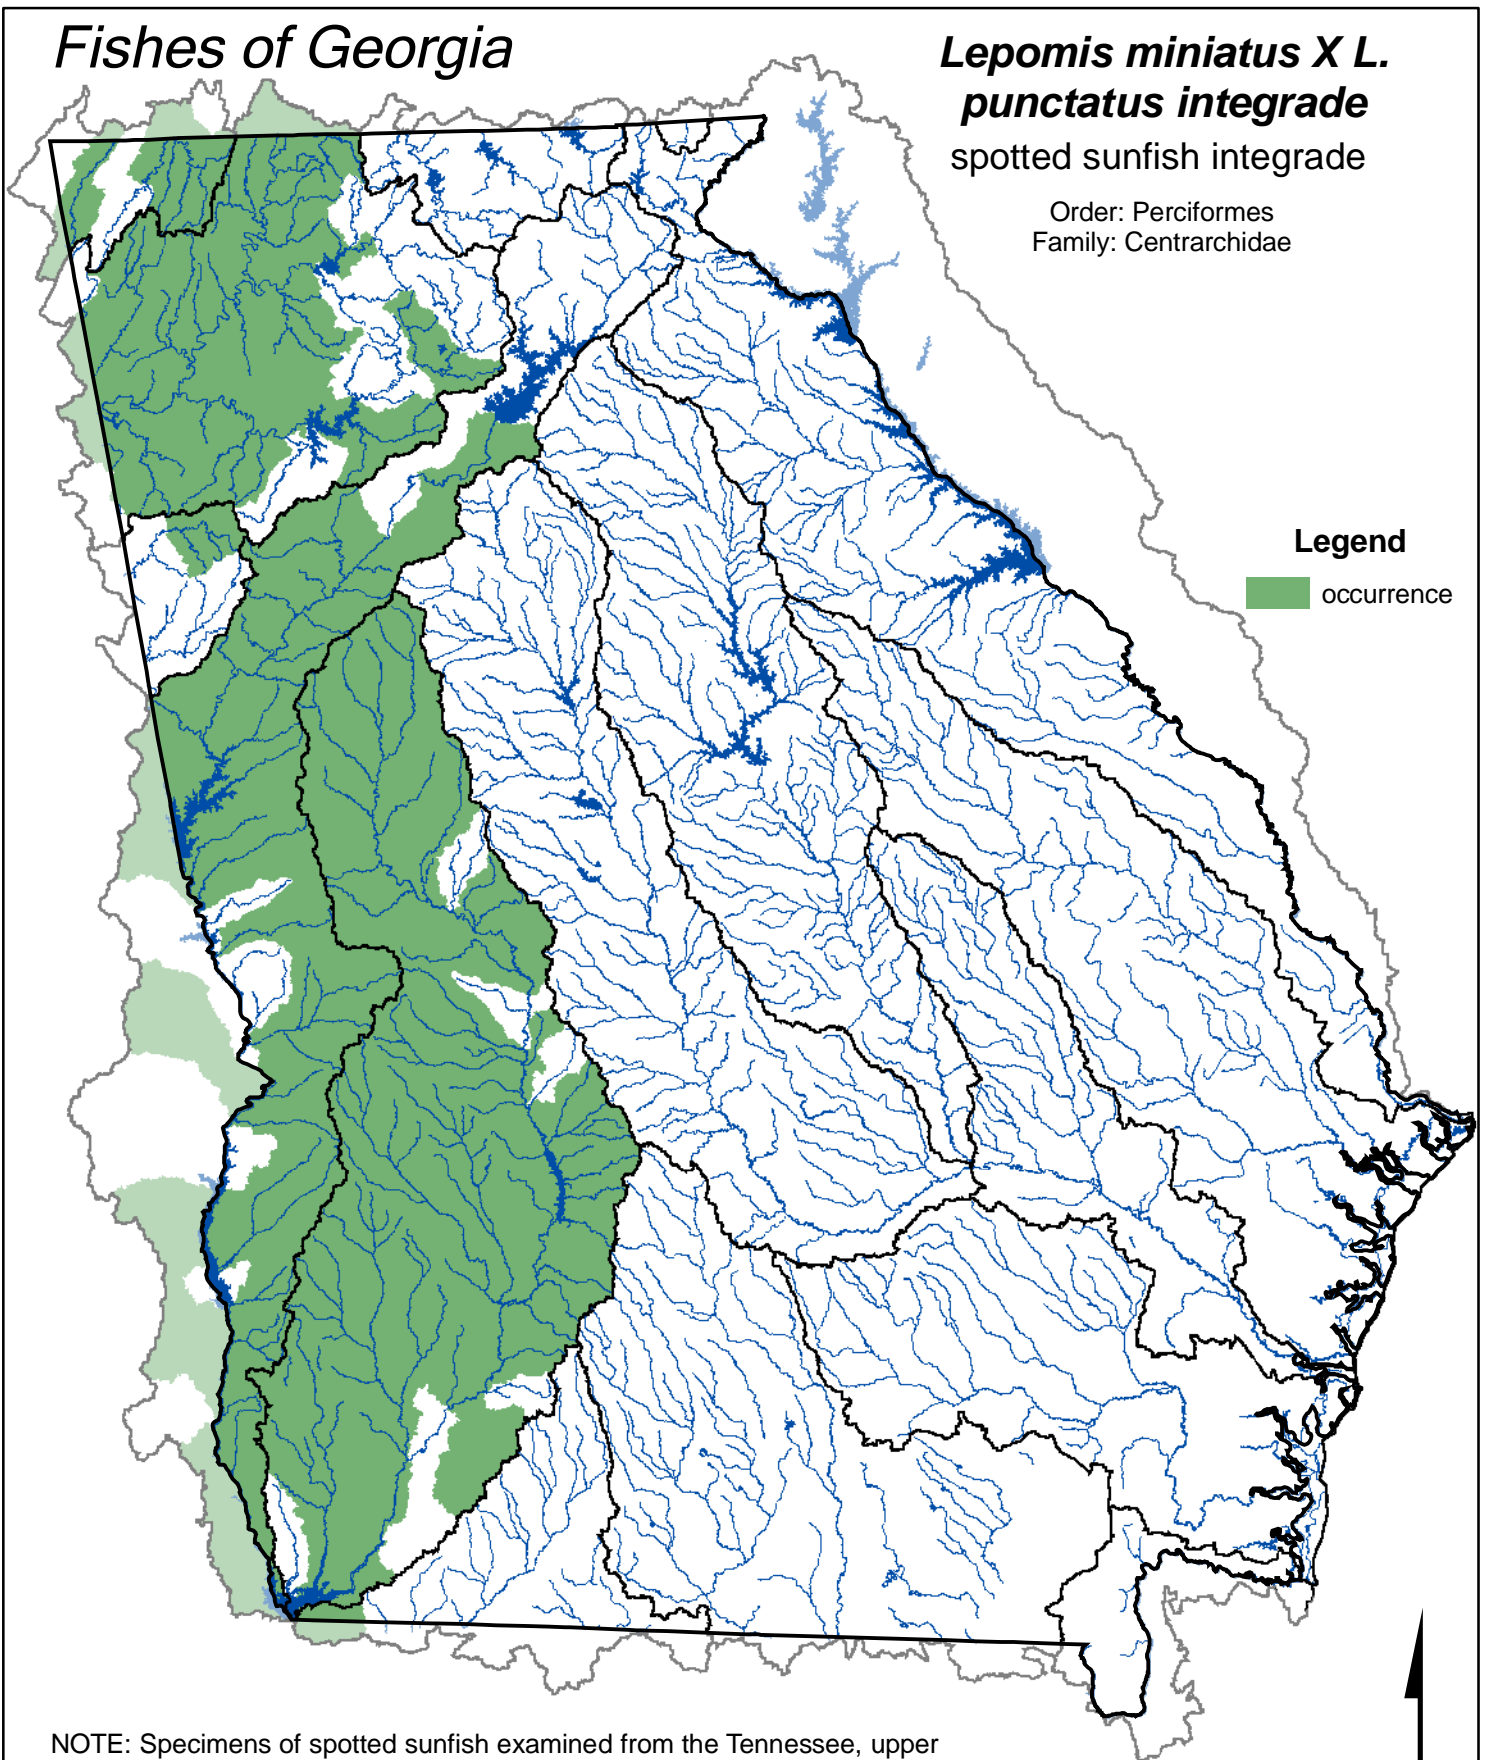 Fishes of Georgia
Lepomis miniatus X L.
punctatus integrade
spotted sunfish integrade
Order: Perciformes
Family: Centrarchidae
Legend
occurrence
NOTE: Specimens of spotted sunfish examined from the Tennessee, upper